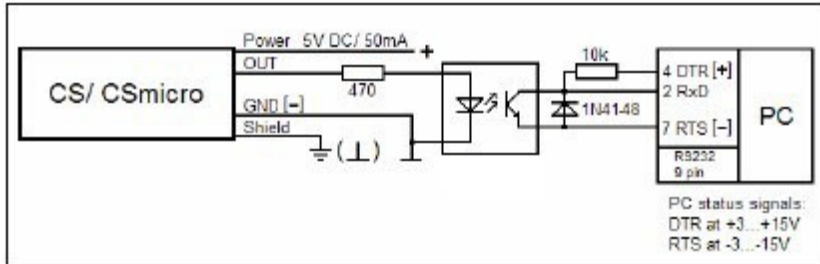 Power 5V DC/ 50mA +
OUT
470
CS/ CSmicro
GND [−]
Shield
(⊥)
10k
1N4148
4 DTR [+]
2 RxD
7 RTS [−]
PC
RS232
9 pin
PC status signals:
DTR at +3...+15V
RTS at -3...-15V